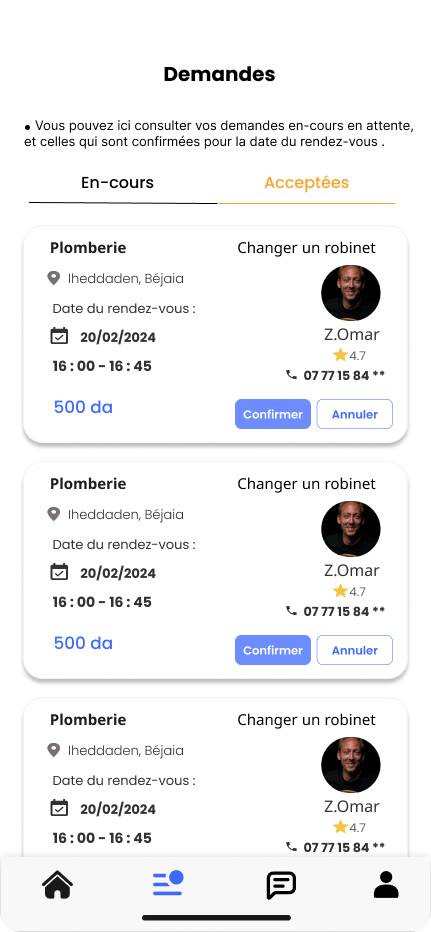 Demandes
• Vous pouvez ici consulter vos demandes en-cours en attente,
et celles qui sont confirmées pour la date du rendez-vous .
En-cours
Acceptées
Plomberie
Changer un robinet
Iheddaden, Béjaia
Date du rendez-vous :
20/02/2024
Z.Omar
4.7
16 : 00 - 16 : 45
07 77 15 84 **
500 da
Confirmer
Annuler
Plomberie
Changer un robinet
Iheddaden, Béjaia
Date du rendez-vous :
20/02/2024
Z.Omar
4.7
16 : 00 - 16 : 45
07 77 15 84 **
500 da
Confirmer
Annuler
Plomberie
Changer un robinet
Iheddaden, Béjaia
Date du rendez-vous :
20/02/2024
Z.Omar
4.7
16 : 00 - 16 : 45
07 77 15 84 **